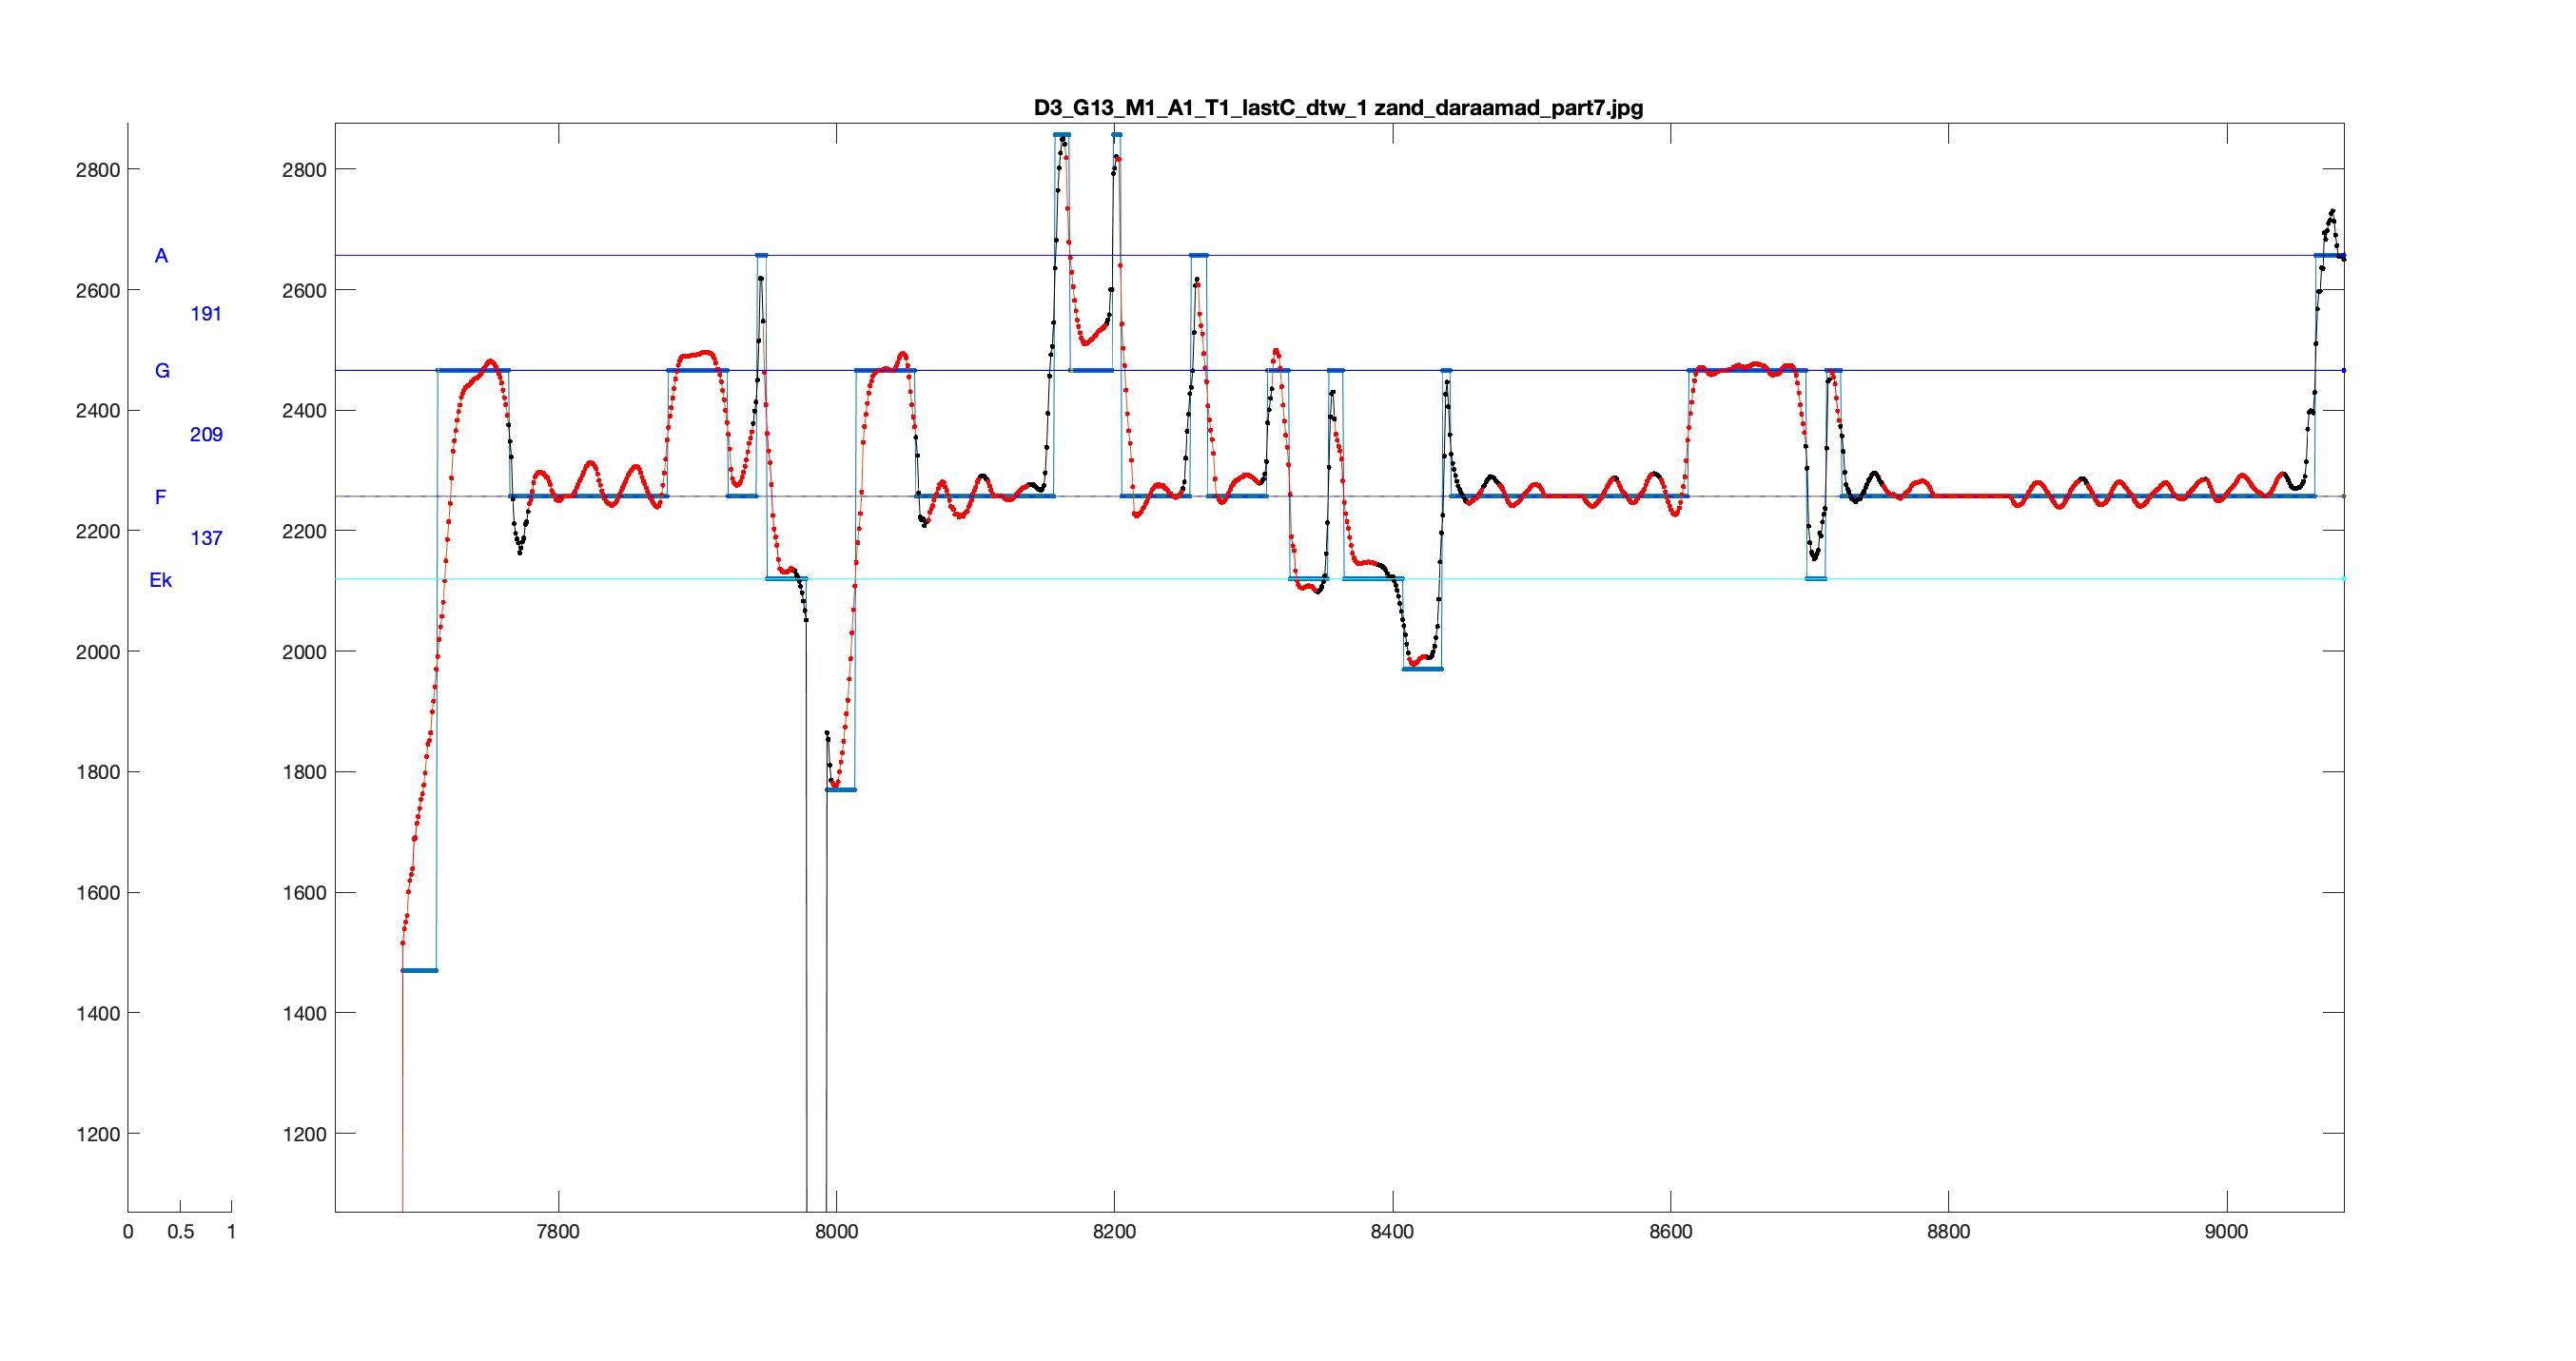 D3_G13_M1_A1_T1_lastC_dtw_1 zand_daraamad_part7.jpg
2800 2800
A
2600 2600
191
G
2400 2400
209
F
2200 2200
137
Ek
2000 2000
1800 1800
1600 1600
1400 1400
1200 1200
0 0.5 1 7800 8000 8200 8400 8600 8800 9000